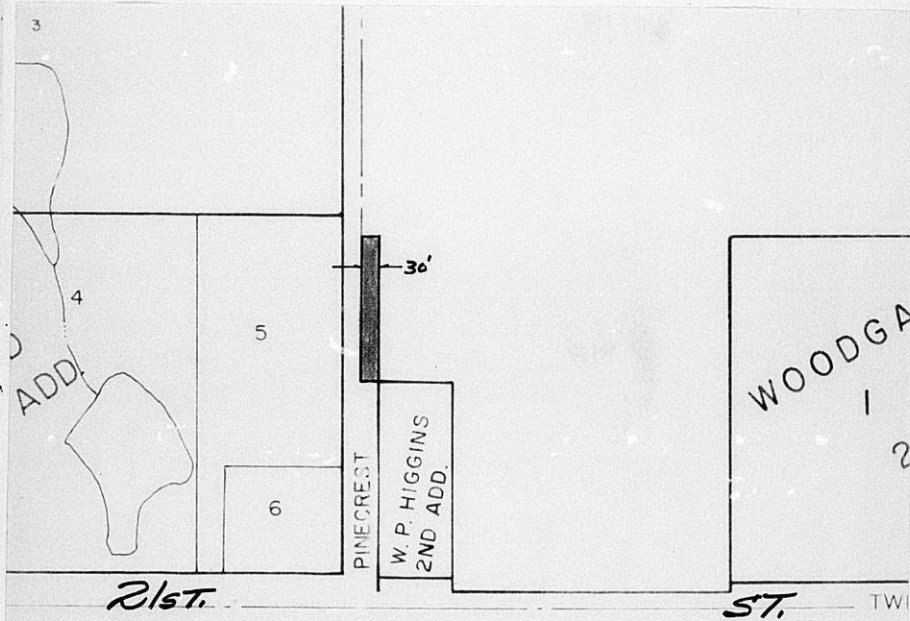 3
30'
4
5
ADD.
WOODGA
1
2
PINECREST
W. P. HIGGINS
2ND ADD.
6
21ST.
ST.
TWI